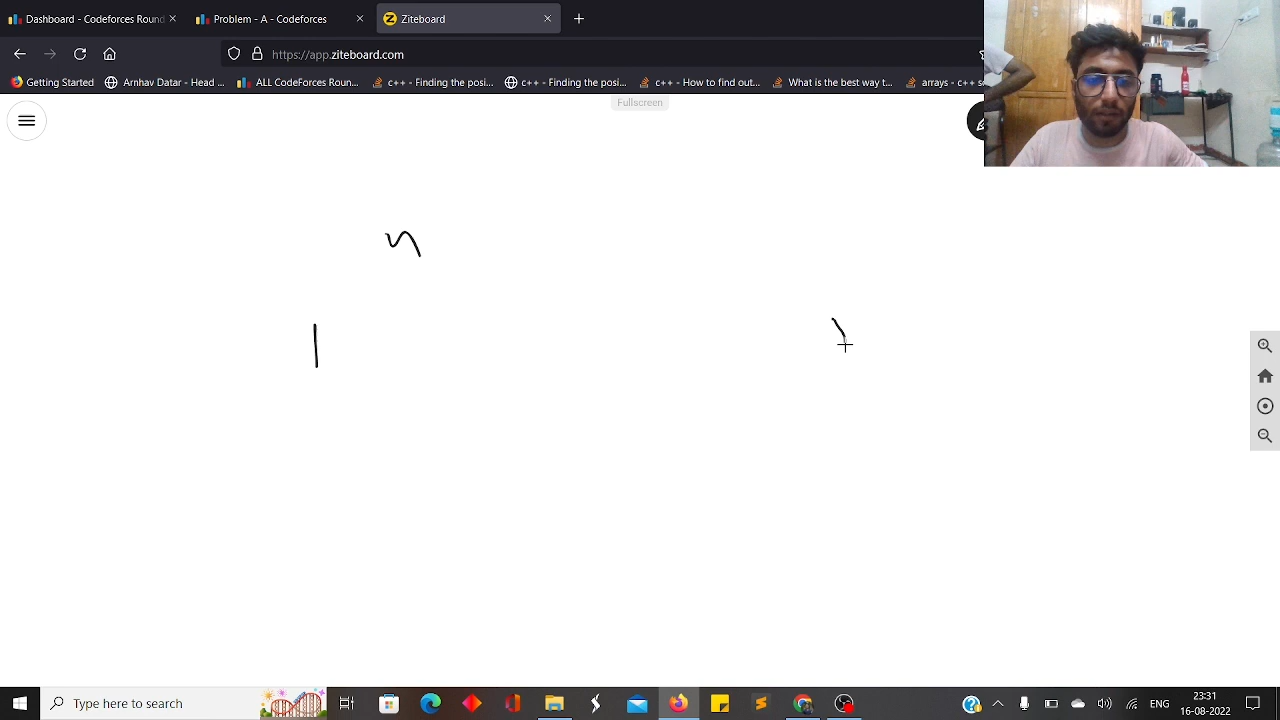 Dashboard - Codeforces Round
Problem - A - Codeforces
Ziteboard
https://app.ziteboard.com
Getting Started
Arnhav Datar - Head ...
ALL Codeforces Roun...
c++ - Finding the posi...
c++ - Finding the posi...
c++ - How to find out...
What is the best way t...
arrays - c++
Fullscreen
n
1
Type here to search
ENG
23:31
16-08-2022